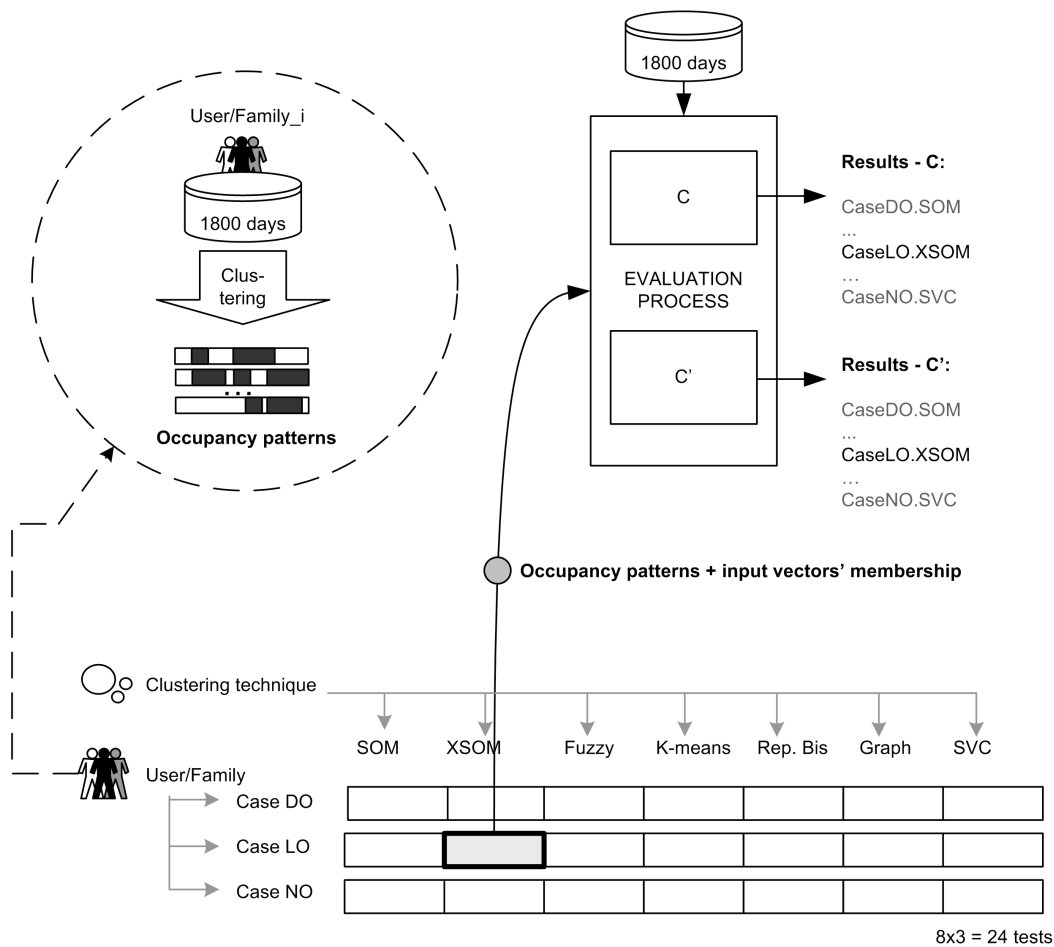 1800 days
User/Family_i
1800 days
Clus-
tering
Occupancy patterns
C
EVALUATION
PROCESS
C'
Results - C:
CaseDO.SOM
...
CaseLO.XSOM
...
CaseNO.SVC
Results - C':
CaseDO.SOM
...
CaseLO.XSOM
...
CaseNO.SVC
Occupancy patterns + input vectors' membership
Clustering technique
SOM XSOM Fuzzy K-means Rep. Bis Graph SVC
User/Family
Case DO
Case LO
Case NO
8x3 = 24 tests